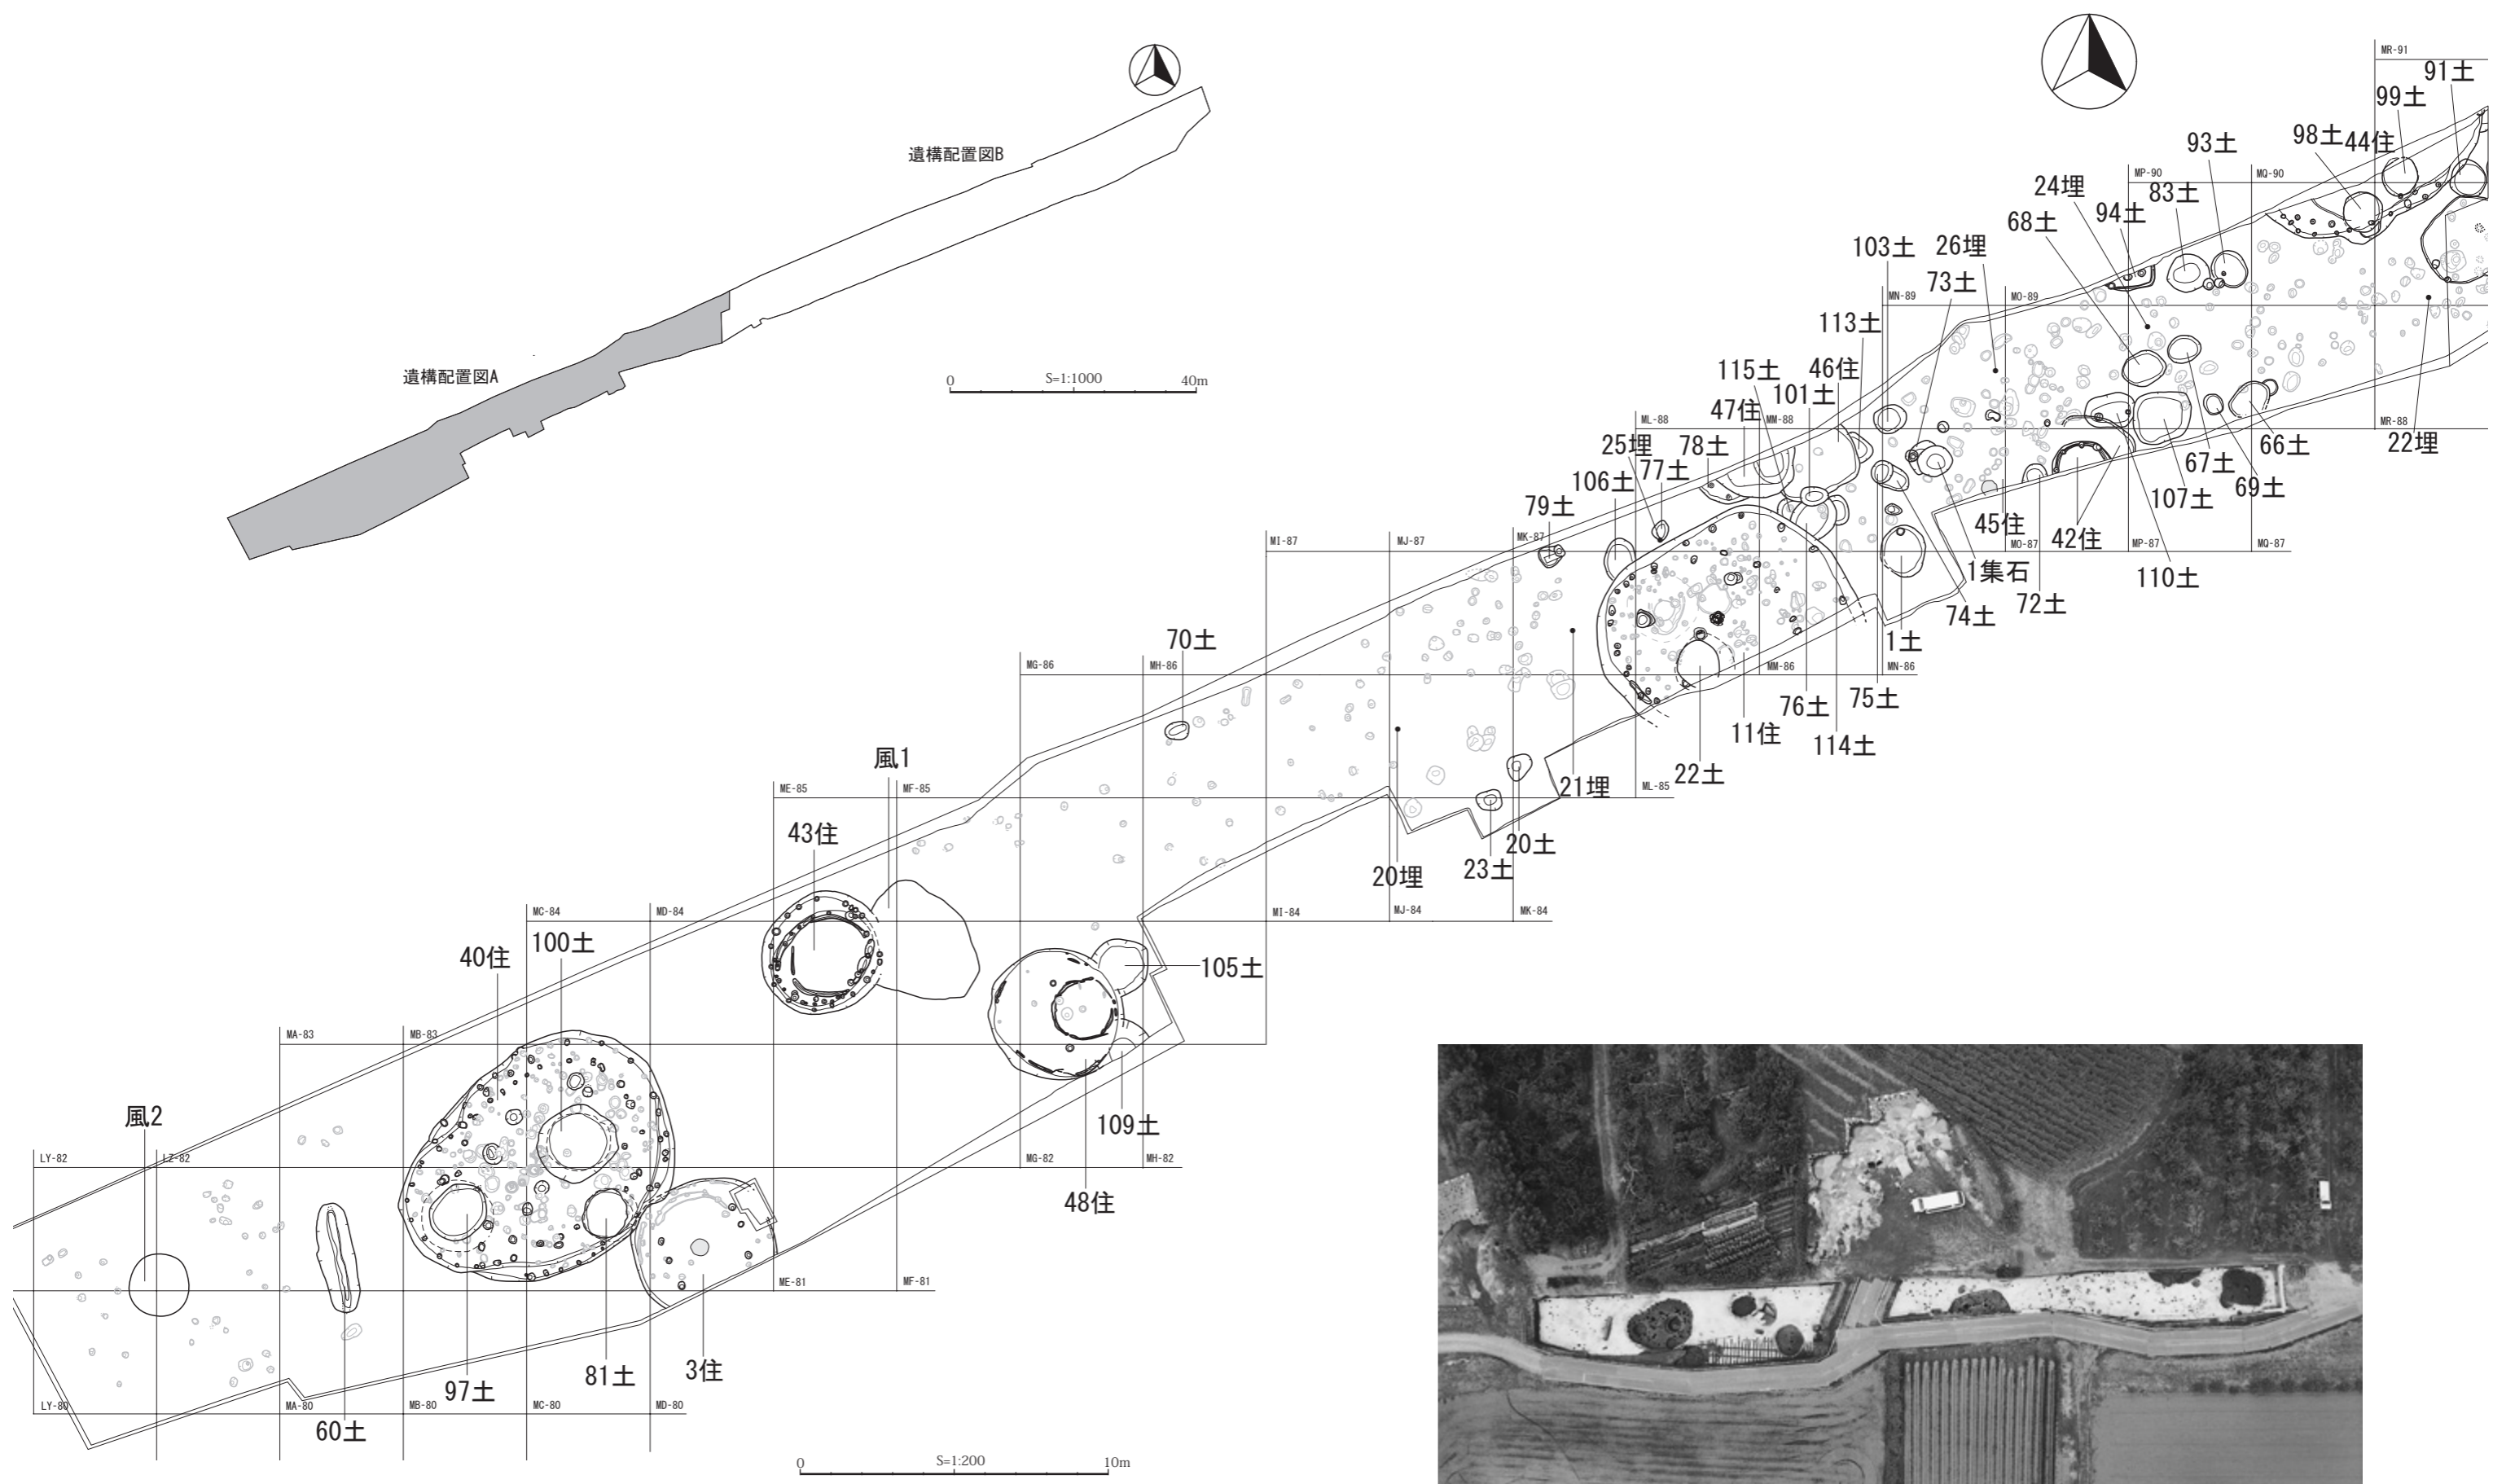 遺構配置図B
遺構配置図A
0
S=1:1000
40m
MR-91
91土
99土
98土
44住
93土
MP-90
MQ-90
24埋
83土
68土
94土
103土
26埋
73土
MN-89
MO-89
113土
115土
46住
101土
47住
ML-88
MM-88
MR-88
25埋
78土
22埋
66土
67土
106土
77土
69土
107土
79土
45住
42住
MI-87
MJ-87
MK-87
MO-87
MP-87
MQ-87
1集石
110土
74土
72土
70土
1土
MG-86
MH-86
MM-86
MN-86
75土
76土
11住
114土
風1
22土
21埋
ME-85
MF-85
ML-85
43住
20土
23土
20埋
MC-84
MD-84
MI-84
MJ-84
MK-84
40住
100土
105土
MA-83
MB-83
風2
109土
LY-82
LZ-82
MG-82
MH-82
48住
ME-81
MF-81
3住
81土
97土
LY-80
MA-80
MB-80
MC-80
MD-80
60土
0
S=1:200
10m